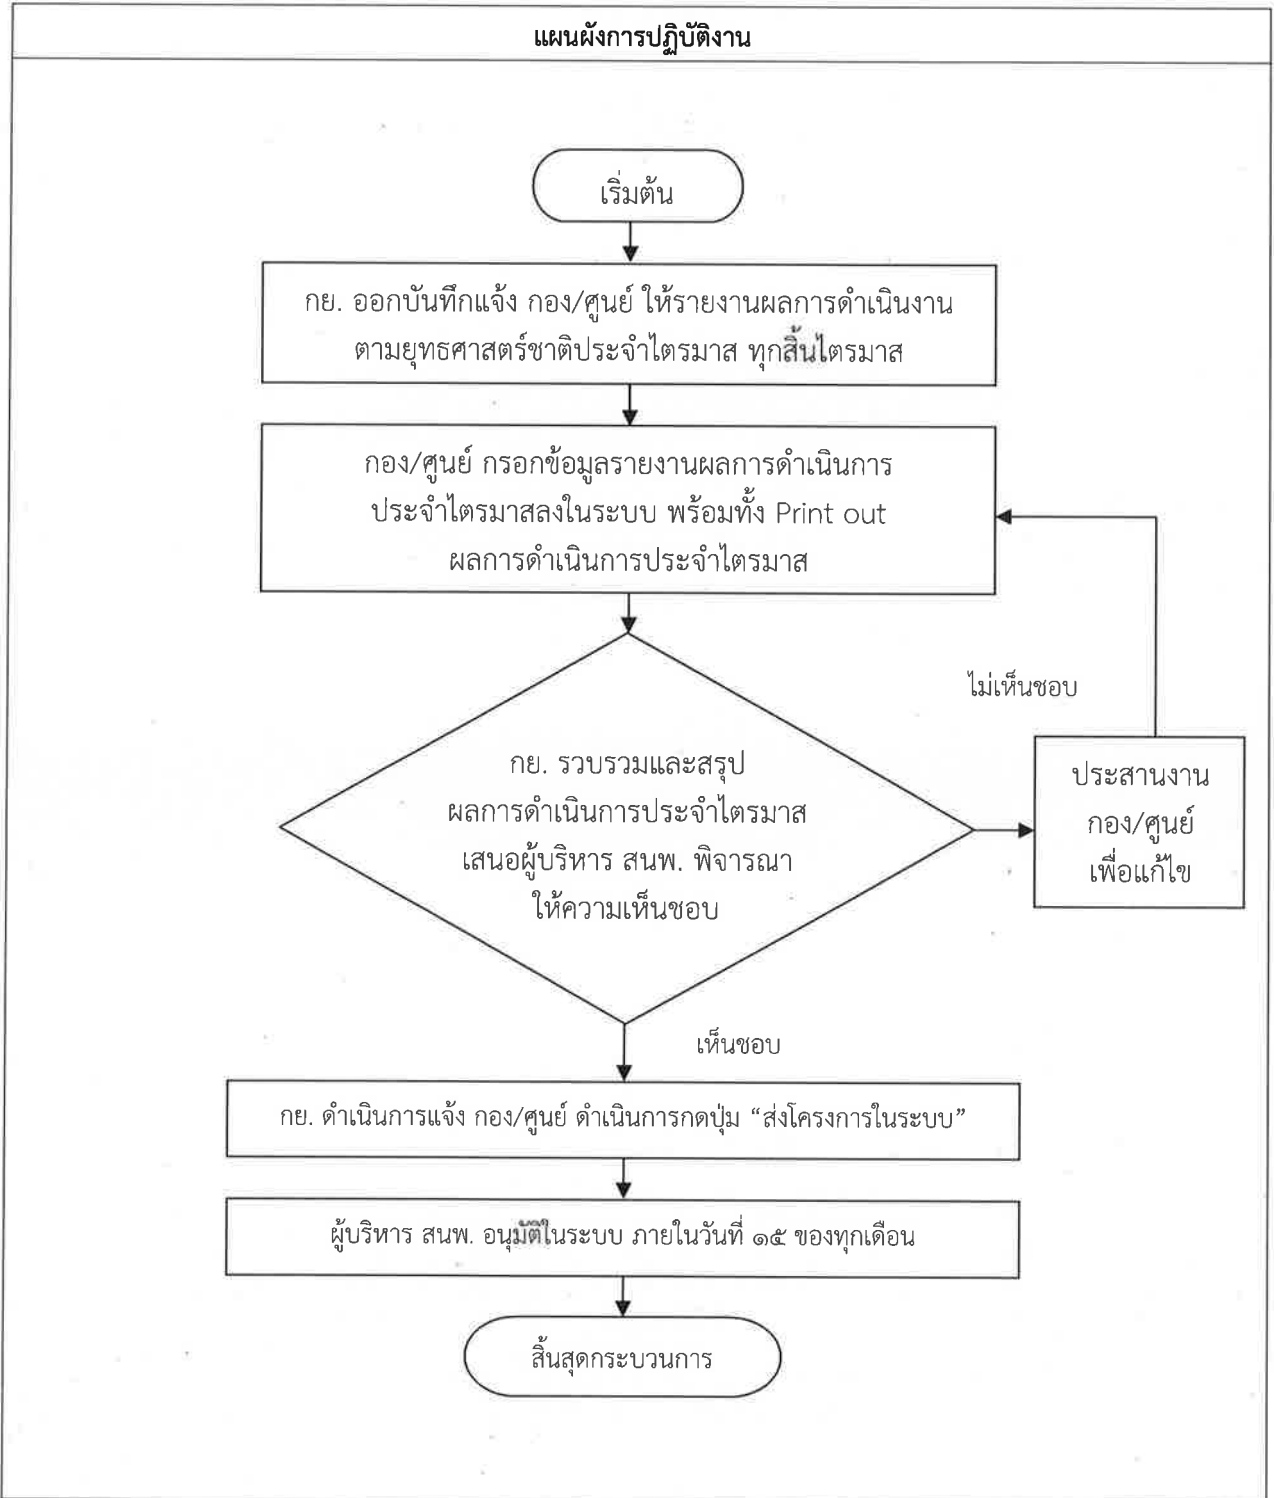 แผนผังการปฏิบัติงาน
เริ่มต้น
กย. ออกบันทึกแจ้ง กอง/ศูนย์ ให้รายงานผลการดำเนินงาน
ตามยุทธศาสตร์ชาติประจำไตรมาส ทุกสิ้นไตรมาส
กอง/ศูนย์ กรอกข้อมูลรายงานผลการดำเนินการ
ประจำไตรมาสลงในระบบ พร้อมทั้ง Print out
ผลการดำเนินการประจำไตรมาส
ไม่เห็นชอบ
กย. รวบรวมและสรุป
ผลการดำเนินการประจำไตรมาส
เสนอผู้บริหาร สนพ. พิจารณา
ให้ความเห็นชอบ
ประสานงาน
กอง/ศูนย์
เพื่อแก้ไข
เห็นชอบ
กย. ดำเนินการแจ้ง กอง/ศูนย์ ดำเนินการกดปุ่ม “ส่งโครงการในระบบ”
ผู้บริหาร สนพ. อนุมัติในระบบ ภายในวันที่ ๑๕ ของทุกเดือน
สิ้นสุดกระบวนการ